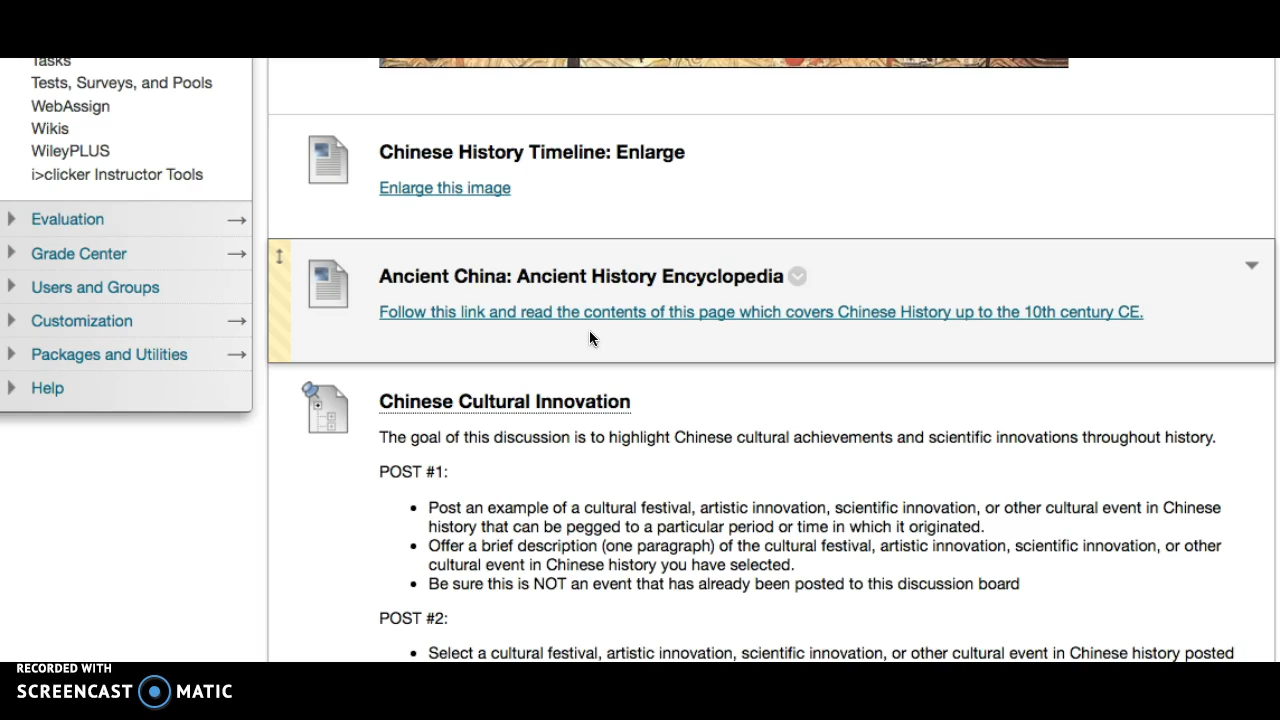 Tasks
Tests, Surveys, and Pools
WebAssign
Wikis
WileyPLUS
i>clicker Instructor Tools
Evaluation
Grade Center
Users and Groups
Customization
Packages and Utilities
Help
Chinese History Timeline: Enlarge
Enlarge this image
Ancient China: Ancient History Encyclopedia
Follow this link and read the contents of this page which covers Chinese History up to the 10th century CE.
Chinese Cultural Innovation
The goal of this discussion is to highlight Chinese cultural achievements and scientific innovations throughout history.
POST #1:
• Post an example of a cultural festival, artistic innovation, scientific innovation, or other cultural event in Chinese
history that can be pegged to a particular period or time in which it originated.
• Offer a brief description (one paragraph) of the cultural festival, artistic innovation, scientific innovation, or other
cultural event in Chinese history you have selected.
• Be sure this is NOT an event that has already been posted to this discussion board
POST #2:
• Select a cultural festival, artistic innovation, scientific innovation, or other cultural event in Chinese history posted
RECORDED WITH
SCREENCAST MATIC